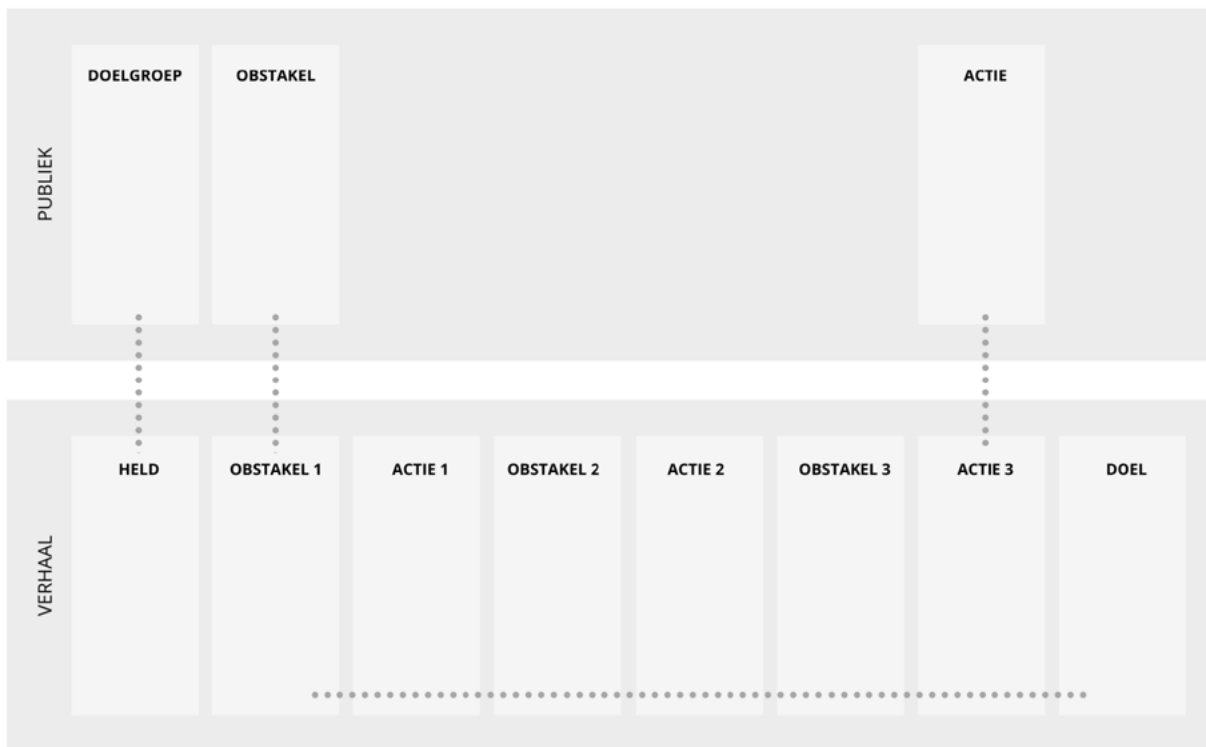 PUBLIEK
DOELGROEP
OBSTAKEL
ACTIE
VERHAAL
HELD
OBSTAKEL 1
ACTIE 1
OBSTAKEL 2
ACTIE 2
OBSTAKEL 3
ACTIE 3
DOEL